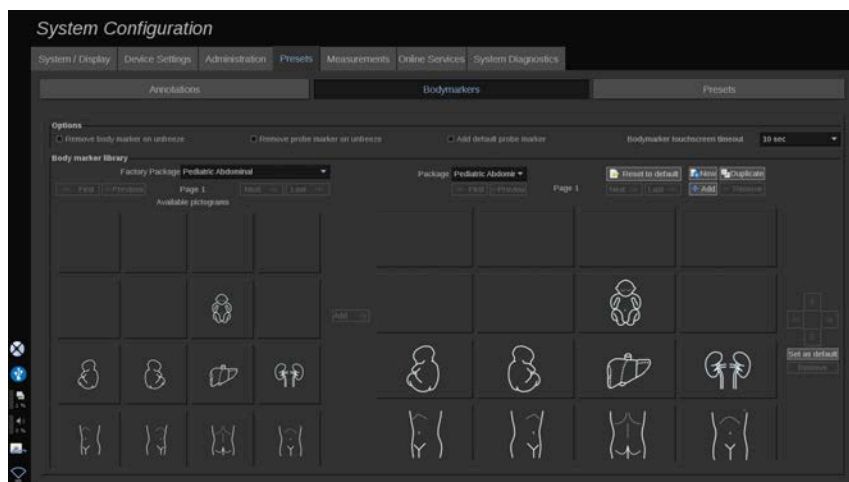 System Configuration
System / Display Device Settings Administration Presets Measurements Online Services System Diagnostics
Annotations Bodymarkers Presets
Options
Remove body marker on unfreeze Remove probe marker on unfreeze Add default probe marker Bodymarker touchscreen timeout 10 sec
Body marker library
Factory Package Pediatric Abdominal Package Pediatric Abdomir Reset to default New Duplicate
First Previous Page 1 Next Last First Previous Page 1 Next Last Add Remove
Available pictograms
Add
Set as default
Remove